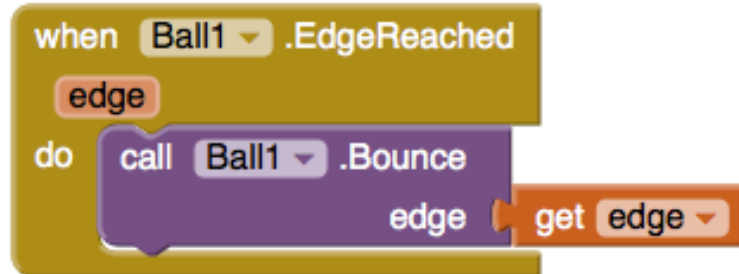 when Ball1 .EdgeReached
edge
do call Ball1 .Bounce
edge get edge